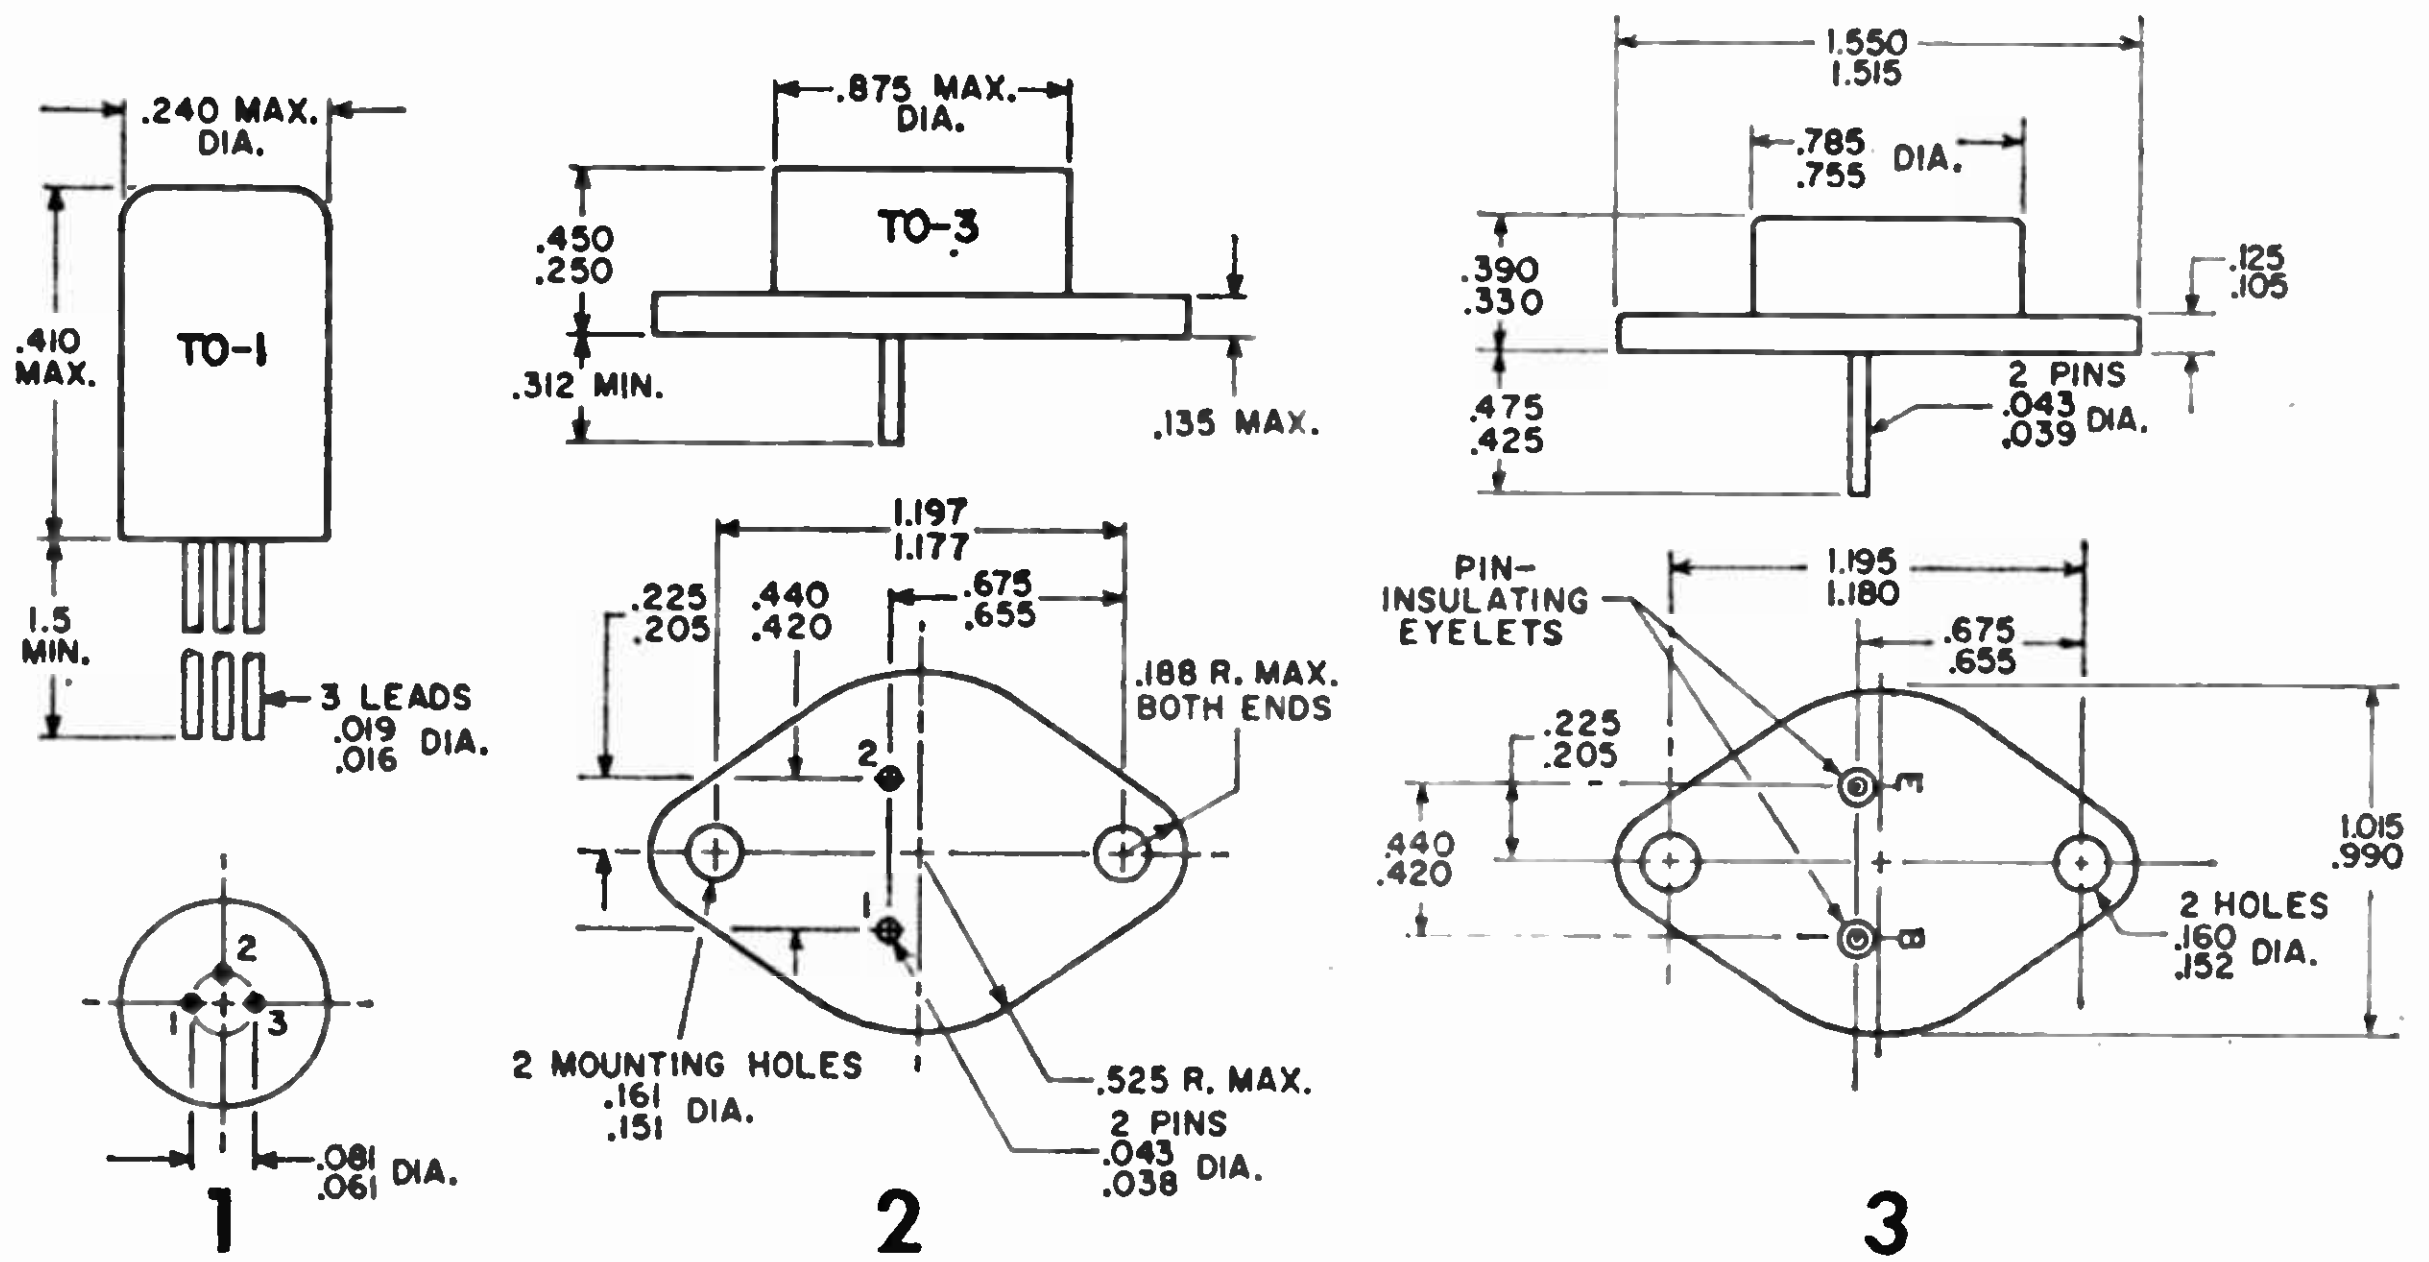 .240 MAX.
DIA.
.410
MAX.
TO-1
1.5
MIN.
3 LEADS
.019
.016 DIA.
2
1
3
.081
.061 DIA.
1
.875 MAX.
DIA.
TO-3
.450
.250
.312 MIN.
.135 MAX.
1.197
1.177
.225
.205
.440
.420
.675
.655
.188 R. MAX.
BOTH ENDS
2
1
2 MOUNTING HOLES
.161
.151 DIA.
.525 R. MAX.
2 PINS
.043
.038 DIA.
2
1.550
1.515
.785
.755 DIA.
.390
.330
.125
.105
.475
.425
2 PINS
.043
.039 DIA.
PIN-
INSULATING
EYELETS
1.195
1.180
.675
.655
.225
.205
E
.440
.420
B
1.015
.990
2 HOLES
.160
.152 DIA.
3